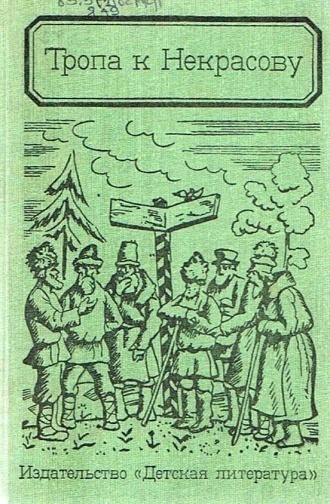 Тропа к Некрасову
Издательство «Детская литература»